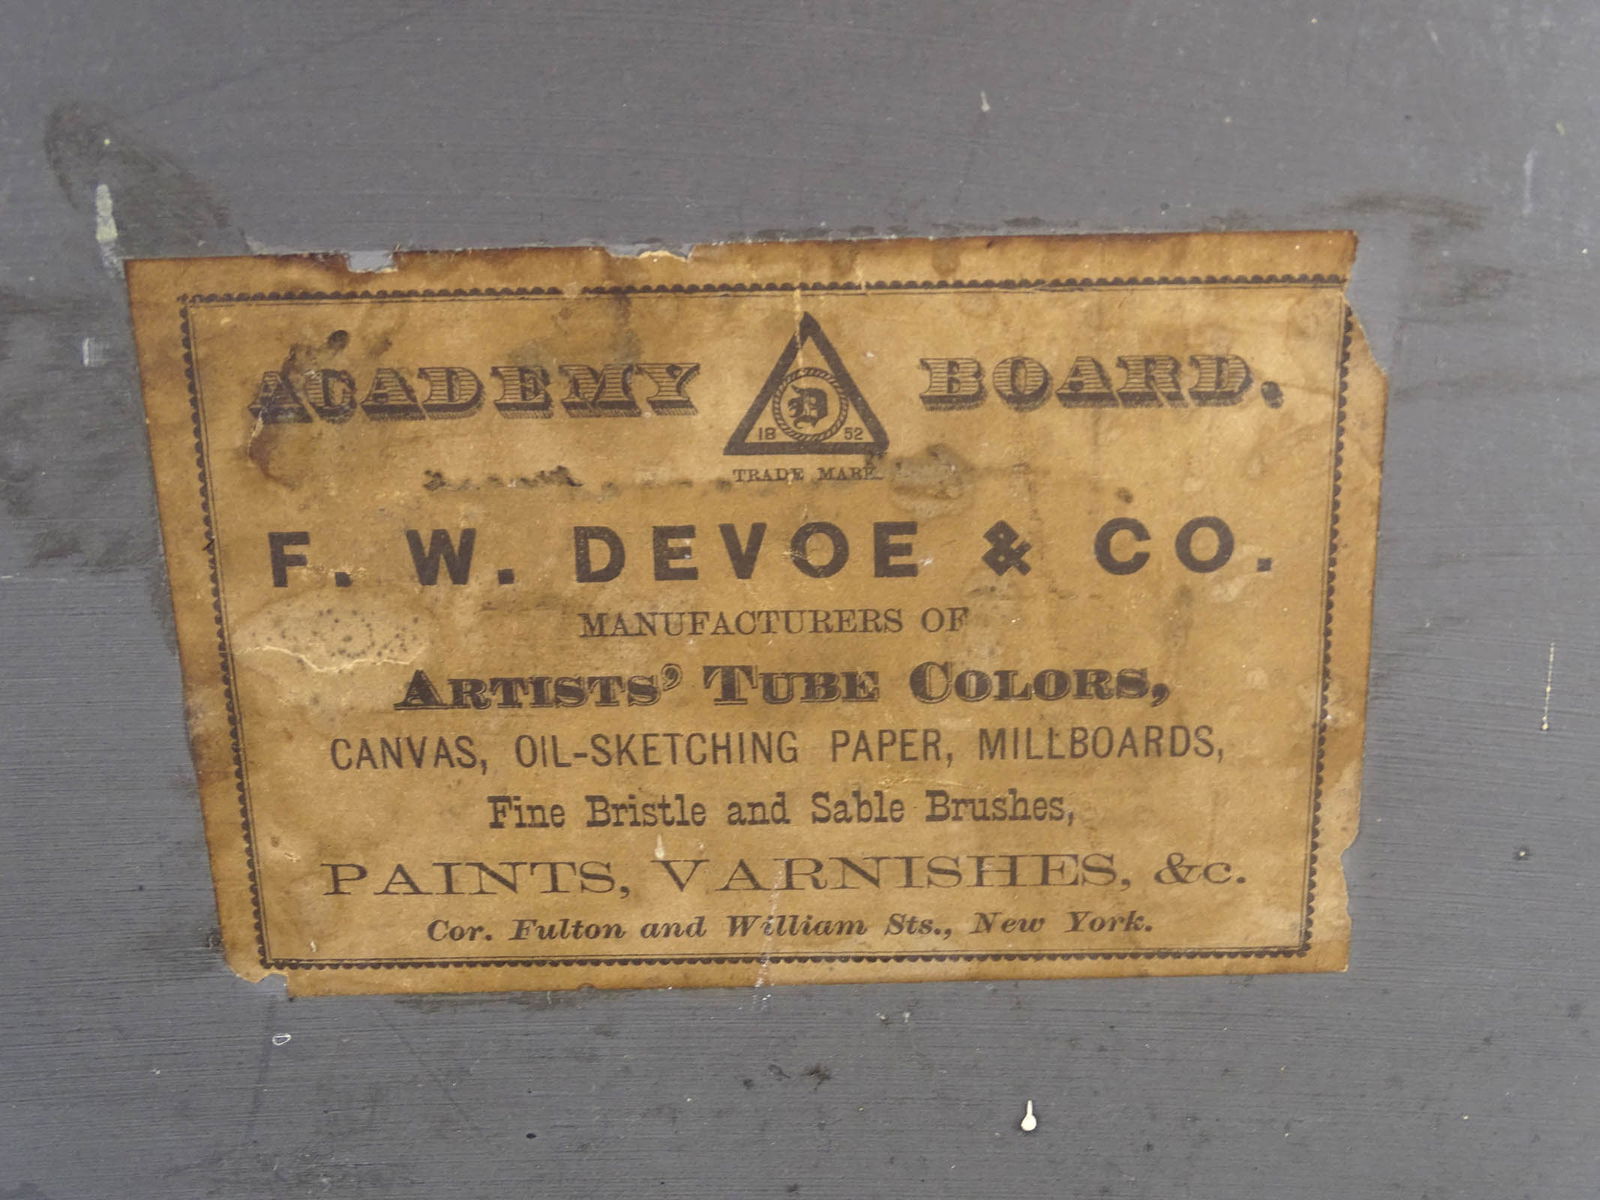 ACADEMY BOARD.
D
18 52
TRADE MARK
F. W. DEVOE & CO.
MANUFACTURERS OF
ARTISTS' TUBE COLORS,
CANVAS, OIL-SKETCHING PAPER, MILLBOARDS,
Fine Bristle and Sable Brushes,
PAINTS, VARNISHES, &c.
Cor. Fulton and William Sts., New York.